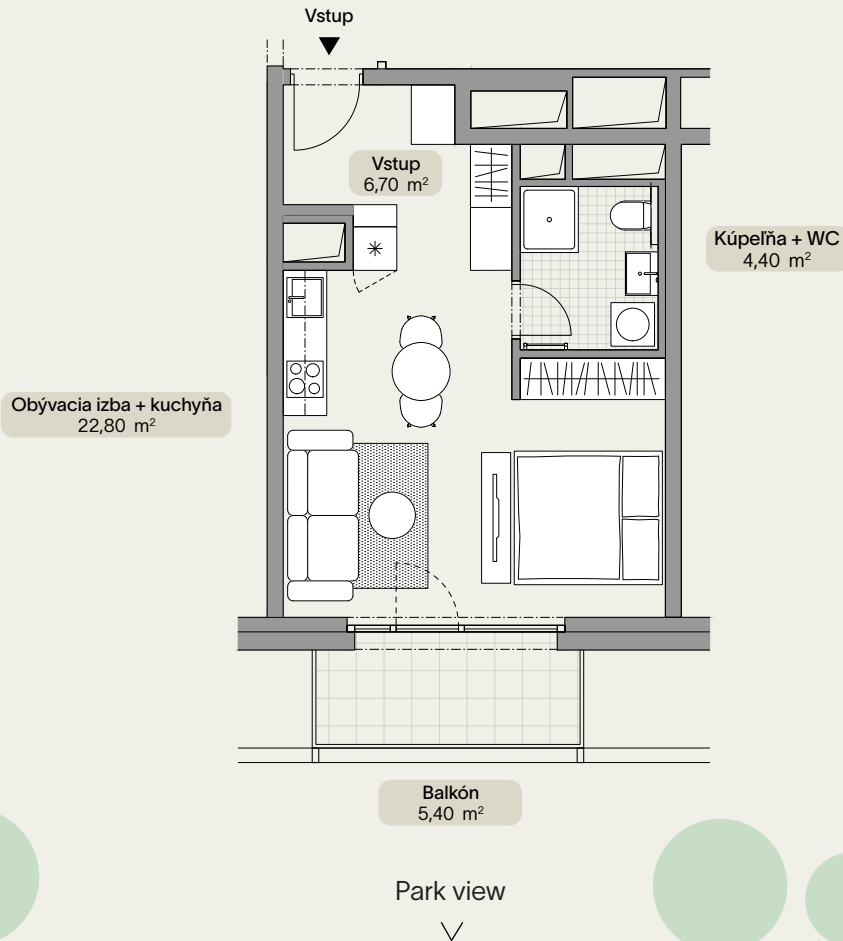 Vstup
Vstup
6,70 m²
Kúpeľňa + WC
4,40 m²
Obývacia izba + kuchyňa
22,80 m²
Balkón
5,40 m²
Park view